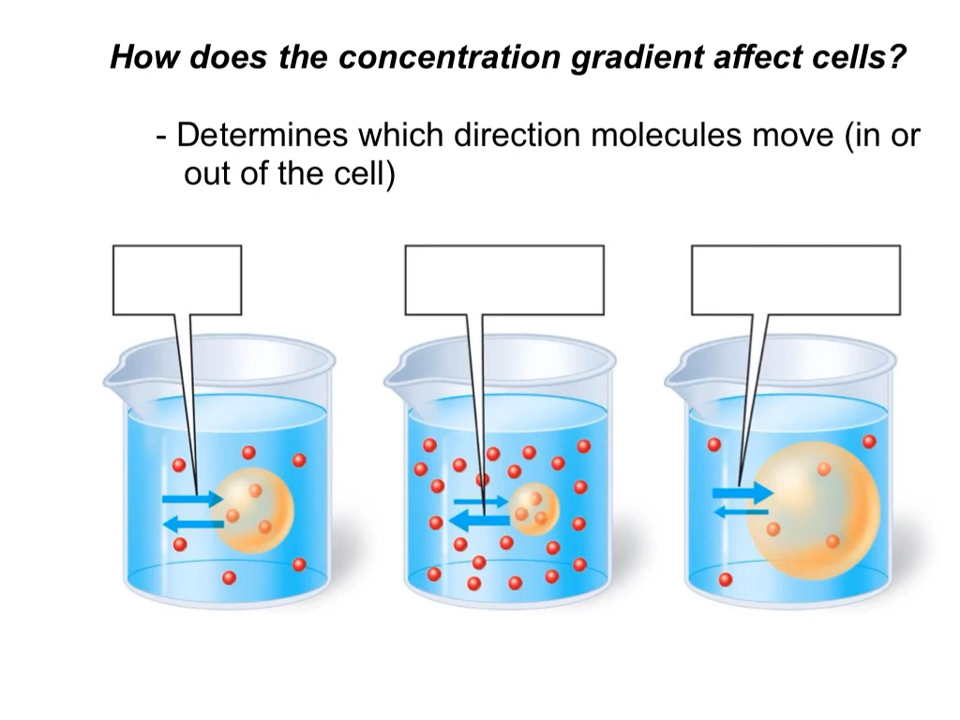 How does the concentration gradient affect cells?
- Determines which direction molecules move (in or
out of the cell)